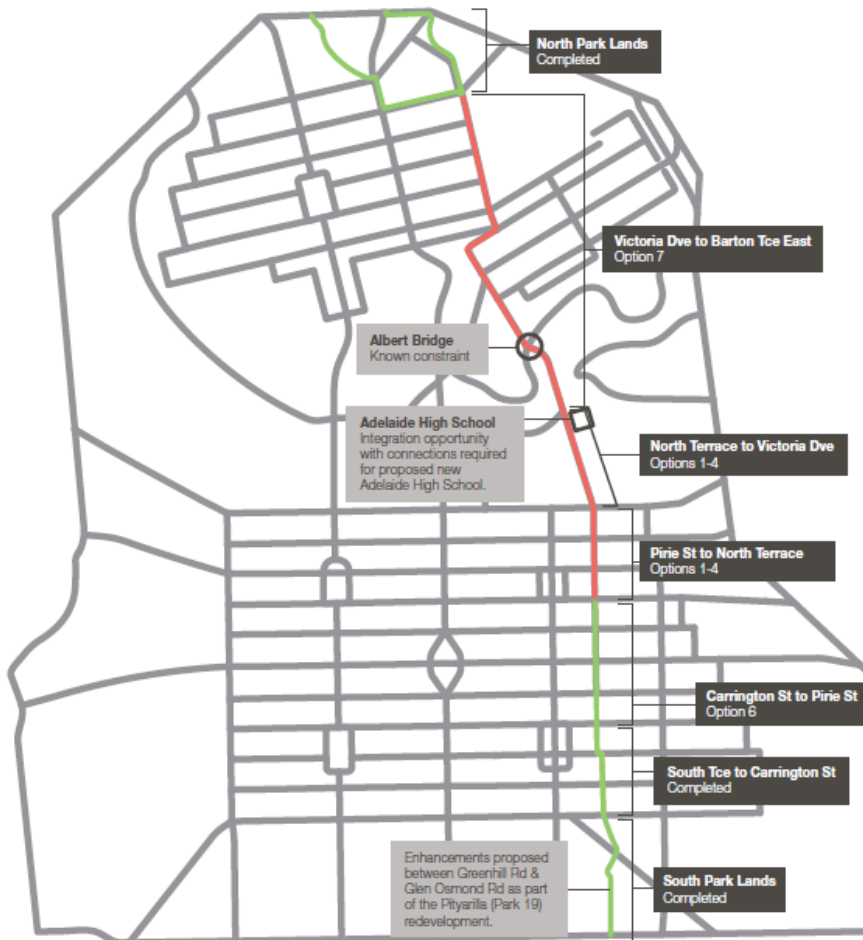 North Park Lands
Completed
Victoria Dve to Barton Tce East
Option 7
Albert Bridge
Known constraint
Adelaide High School
Integration opportunity
with connections required
for proposed new
Adelaide High School.
North Terrace to Victoria Dve
Options 1-4
Pirie St to North Terrace
Options 1-4
Carrington St to Pirie St
Option 6
South Tce to Carrington St
Completed
Enhancements proposed
between Greenhill Rd &
Glen Osmond Rd as part
of the Pityarilla (Park 19)
redevelopment.
South Park Lands
Completed